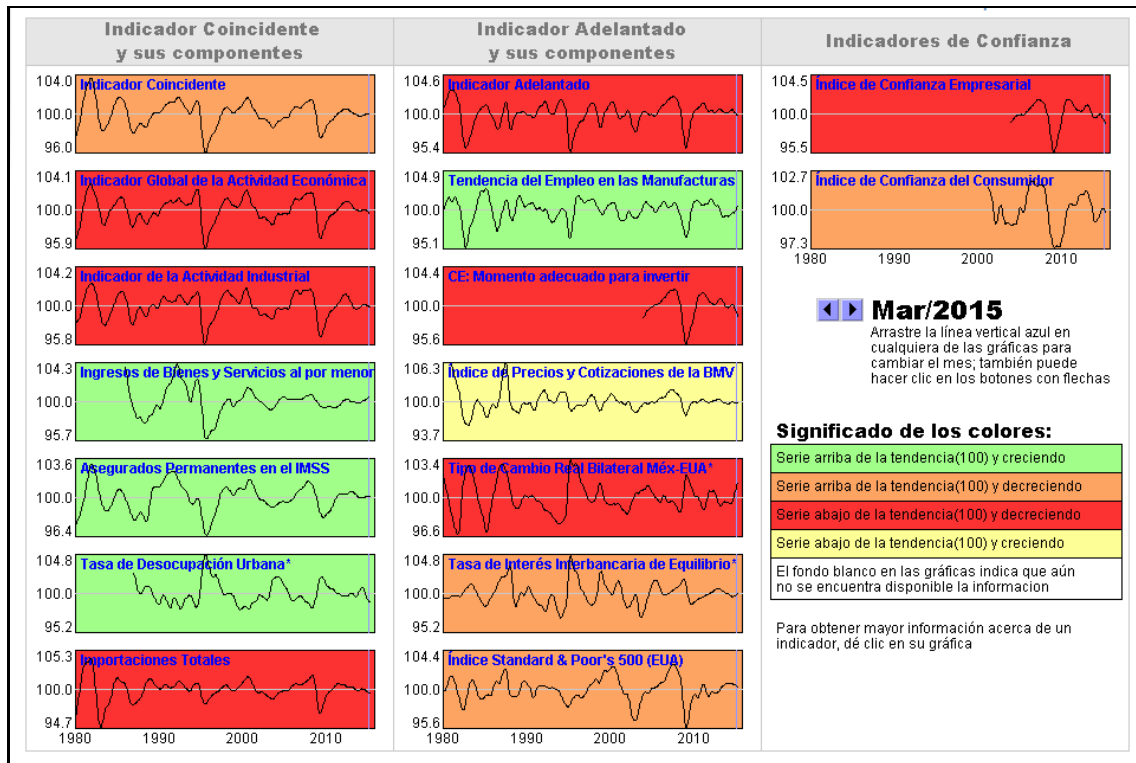 Indicador Coincidente
y sus componentes
104.0
Indicador Coincidente
100.0
96.0
104.1
Indicador Global de la Actividad Económica
100.0
95.9
104.2
Indicador de la Actividad Industrial
100.0
95.8
104.3
Ingresos de Bienes y Servicios al por menor
100.0
95.7
103.6
Asegurados Permanentes en el IMSS
100.0
96.4
104.8
Tasa de Desocupación Urbana*
100.0
95.2
105.3
Importaciones Totales
100.0
94.7
1980 1990 2000 2010
Indicador Adelantado
y sus componentes
104.6
Indicador Adelantado
100.0
95.4
104.9
Tendencia del Empleo en las Manufacturas
100.0
95.1
104.4
CE: Momento adecuado para invertir
100.0
95.6
106.3
Índice de Precios y Cotizaciones de la BMV
100.0
93.7
103.4
Tipo de Cambio Real Bilateral Méx-EUA*
100.0
96.6
104.8
Tasa de Interés Interbancaria de Equilibrio*
100.0
95.2
104.4
Índice Standard & Poor's 500 (EUA)
100.0
95.6
1980 1990 2000 2010
Indicadores de Confianza
104.5
Índice de Confianza Empresarial
100.0
95.5
102.7
Índice de Confianza del Consumidor
100.0
97.3
1980 1990 2000 2010
Mar/2015
Arrastre la línea vertical azul en
cualquiera de las gráficas para
cambiar el mes; también puede
hacer clic en los botones con flechas
Significado de los colores:
Serie arriba de la tendencia(100) y creciendo
Serie arriba de la tendencia(100) y decreciendo
Serie abajo de la tendencia(100) y decreciendo
Serie abajo de la tendencia(100) y creciendo
El fondo blanco en las gráficas indica que aún
no se encuentra disponible la informacion
Para obtener mayor información acerca de un
indicador, dé clic en su gráfica